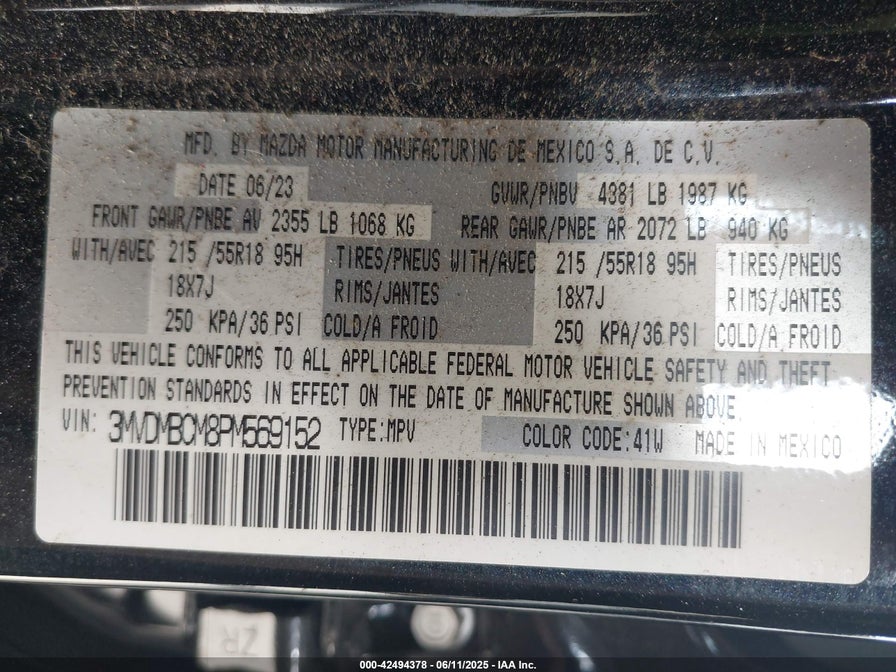 MFD. BY MAZDA MOTOR MANUFACTURING DE MEXICO S.A. DE C.V.
DATE 06/23 GVWR/PNBV 4381 LB 1987 KG
FRONT GAWR/PNBE AV 2355 LB 1068 KG REAR GAWR/PNBE AR 2072 LB 940 KG
WITH/AVEC 215 /55R18 95H TIRES/PNEUS WITH/AVEC 215 /55R18 95H TIRES/PNEUS
18X7J RIMS/JANTES 18X7J RIMS/JANTES
250 KPA/36 PSI COLD/A FROID 250 KPA/36 PSI COLD/A FROID
THIS VEHICLE CONFORMS TO ALL APPLICABLE FEDERAL MOTOR VEHICLE SAFETY AND THEFT
PREVENTION STANDARDS IN EFFECT ON THE DATE OF MANUFACTURE SHOWN ABOVE.
VIN: 3MVDMBCM8PM569152 TYPE:MPV COLOR CODE:41W MADE IN MEXICO
ZR
000-42494378 - 06/11/2025 - IAA Inc.